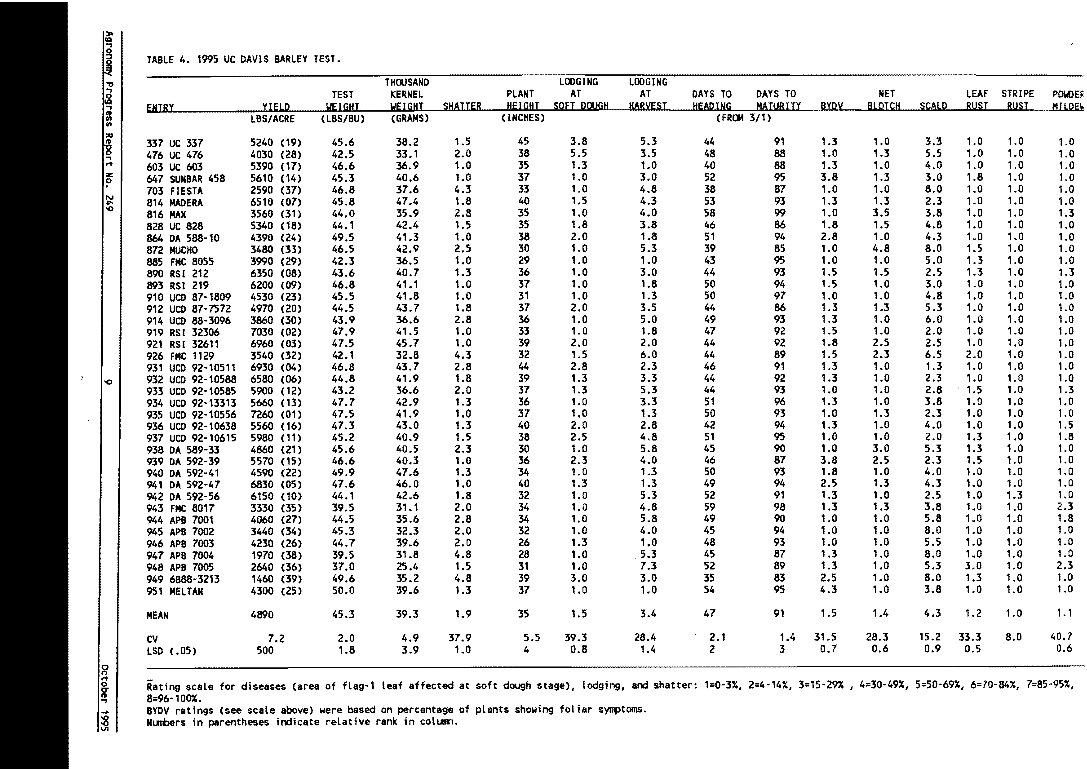 Agronomy Progress Report No. 249
9
October 1995
TABLE 4. 1995 UC DAVIS BARLEY TEST.
THOUSAND LODGING LODGING
TEST KERNEL PLANT AT AT DAYS TO DAYS TO NET LEAF STRIPE POWDER
ENTRY YIELD WEIGHT WEIGHT SHATTER HEIGHT SOFT DOUGH HARVEST HEADING MATURITY BYDV BLOTCH SCALD RUST RUST MILDEW
LBS/ACRE (LBS/BU) (GRAMS) (INCHES) (FROM 3/1)
337 UC 337 5240 (19) 45.6 38.2 1.5 45 3.8 5.3 44 91 1.3 1.0 3.3 1.0 1.0 1.0
476 UC 476 4030 (28) 42.5 33.1 2.0 38 5.5 3.5 48 88 1.0 1.3 5.5 1.0 1.0 1.0
603 UC 603 5390 (17) 46.6 36.9 1.0 35 1.3 1.0 40 88 1.3 1.0 4.0 1.0 1.0 1.0
647 SUNBAR 458 5610 (14) 45.3 40.6 1.0 37 1.0 3.0 52 95 3.8 1.3 3.0 1.8 1.0 1.0
703 FIESTA 2590 (37) 46.8 37.6 4.3 33 1.0 4.8 38 87 1.0 1.0 8.0 1.0 1.0 1.0
814 MADERA 6510 (07) 45.8 47.4 1.8 40 1.5 4.3 53 93 1.3 1.3 2.3 1.0 1.0 1.0
816 MAX 3560 (31) 44.0 35.9 2.8 35 1.0 4.0 58 99 1.0 3.5 3.8 1.0 1.0 1.3
828 UC 828 5340 (18) 44.1 42.4 1.5 35 1.8 3.8 46 86 1.8 1.5 4.8 1.0 1.0 1.0
864 DA 588-10 4390 (24) 49.5 41.3 1.0 38 2.0 1.8 51 94 2.8 1.0 4.3 1.0 1.0 1.0
872 MUCHO 3480 (33) 46.5 42.9 2.5 30 1.0 5.3 39 85 1.0 4.8 8.0 1.5 1.0 1.0
885 FMC 8055 3990 (29) 42.3 36.5 1.0 29 1.0 1.0 43 95 1.0 1.0 5.0 1.3 1.0 1.0
890 RSI 212 6350 (08) 43.6 40.7 1.3 36 1.0 3.0 44 93 1.5 1.5 2.5 1.3 1.0 1.3
893 RSI 219 6200 (09) 46.8 41.1 1.0 37 1.0 1.8 50 94 1.5 1.0 3.0 1.0 1.0 1.0
910 UCD 87-1809 4530 (23) 45.5 41.8 1.0 31 1.0 1.3 50 97 1.0 1.0 4.8 1.0 1.0 1.0
912 UCD 87-7572 4970 (20) 44.5 43.7 1.8 37 2.0 3.5 44 86 1.3 1.3 5.3 1.0 1.0 1.0
914 UCD 88-3096 3860 (30) 43.9 36.6 2.8 36 1.0 5.0 49 93 1.3 1.0 6.0 1.0 1.0 1.0
919 RSI 32306 7030 (02) 47.9 41.5 1.0 33 1.0 1.8 47 92 1.5 1.0 2.0 1.0 1.0 1.0
921 RSI 32611 6960 (03) 47.5 45.7 1.0 39 2.0 2.0 44 92 1.8 2.5 2.5 1.0 1.0 1.0
926 FMC 1129 3540 (32) 42.1 32.8 4.3 32 1.5 6.0 44 89 1.5 2.3 6.5 2.0 1.0 1.0
931 UCD 92-10511 6930 (04) 46.8 43.7 2.8 44 2.8 2.3 46 91 1.3 1.0 1.3 1.0 1.0 1.0
932 UCD 92-10588 6580 (06) 44.8 41.9 1.8 39 1.3 3.3 44 92 1.3 1.0 2.3 1.0 1.0 1.0
933 UCD 92-10585 5900 (12) 43.2 36.6 2.0 37 1.3 5.3 44 93 1.0 1.0 2.8 1.5 1.0 1.3
934 UCD 92-13313 5660 (13) 47.7 42.9 1.3 36 1.0 3.3 51 96 1.3 1.0 3.8 1.0 1.0 1.0
935 UCD 92-10556 7260 (01) 47.5 41.9 1.0 37 1.0 1.3 50 93 1.0 1.3 2.3 1.0 1.0 1.0
936 UCD 92-10638 5560 (16) 47.3 43.0 1.3 40 2.0 2.8 42 94 1.3 1.0 4.0 1.0 1.0 1.5
937 UCD 92-10615 5980 (11) 45.2 40.9 1.5 38 2.5 4.8 51 95 1.0 1.0 2.0 1.3 1.0 1.8
938 DA 589-33 4860 (21) 45.6 40.5 2.3 30 1.0 5.8 45 90 1.0 3.0 5.3 1.3 1.0 1.0
939 DA 592-39 5570 (15) 46.6 40.3 1.0 36 2.3 4.0 46 87 3.8 2.5 2.3 1.5 1.0 1.0
940 DA 592-41 4590 (22) 49.9 47.6 1.3 34 1.0 1.3 50 93 1.8 1.0 4.0 1.0 1.0 1.0
941 DA 592-47 6830 (05) 47.6 46.0 1.0 40 1.3 1.3 49 94 2.5 1.3 4.3 1.0 1.0 1.0
942 DA 592-56 6150 (10) 44.1 42.6 1.8 32 1.0 5.3 52 91 1.3 1.0 2.5 1.0 1.3 1.0
943 FMC 8017 3330 (35) 39.5 31.1 2.0 34 1.0 4.8 59 98 1.3 1.3 3.8 1.0 1.0 2.3
944 APB 7001 4060 (27) 44.5 35.6 2.8 34 1.0 5.8 49 90 1.0 1.0 5.8 1.0 1.0 1.8
945 APB 7002 3440 (34) 45.3 32.3 2.0 32 1.0 4.0 45 94 1.0 1.0 8.0 1.0 1.0 1.0
946 APB 7003 4230 (26) 44.7 39.6 2.0 26 1.3 1.0 48 93 1.0 1.0 5.5 1.0 1.0 1.0
947 APB 7004 1970 (38) 39.5 31.8 4.8 28 1.0 5.3 45 87 1.3 1.0 8.0 1.0 1.0 1.0
948 APB 7005 2640 (36) 37.0 25.4 1.5 31 1.0 7.3 52 89 1.3 1.0 5.3 3.0 1.0 2.3
949 6B88-3213 1460 (39) 49.6 35.2 4.8 39 3.0 3.0 35 83 2.5 1.0 8.0 1.3 1.0 1.0
951 MELTAN 4300 (25) 50.0 39.6 1.3 37 1.0 1.0 54 95 4.3 1.0 3.8 1.0 1.0 1.0
MEAN 4890 45.3 39.3 1.9 35 1.5 3.4 47 91 1.5 1.4 4.3 1.2 1.0 1.1
CV 7.2 2.0 4.9 37.9 5.5 39.3 28.4 2.1 1.4 31.5 28.3 15.2 33.3 8.0 40.7
LSD (.05) 500 1.8 3.9 1.0 4 0.8 1.4 2 3 0.7 0.6 0.9 0.5 0.6
Rating scale for diseases (area of flag-1 leaf affected at soft dough stage), lodging, and shatter: 1=0-3%, 2=4-14%, 3=15-29% , 4=30-49%, 5=50-69%, 6=70-84%, 7=85-95%,
8=96-100%.
BYDV ratings (see scale above) were based on percentage of plants showing foliar symptoms.
Numbers in parentheses indicate relative rank in column.